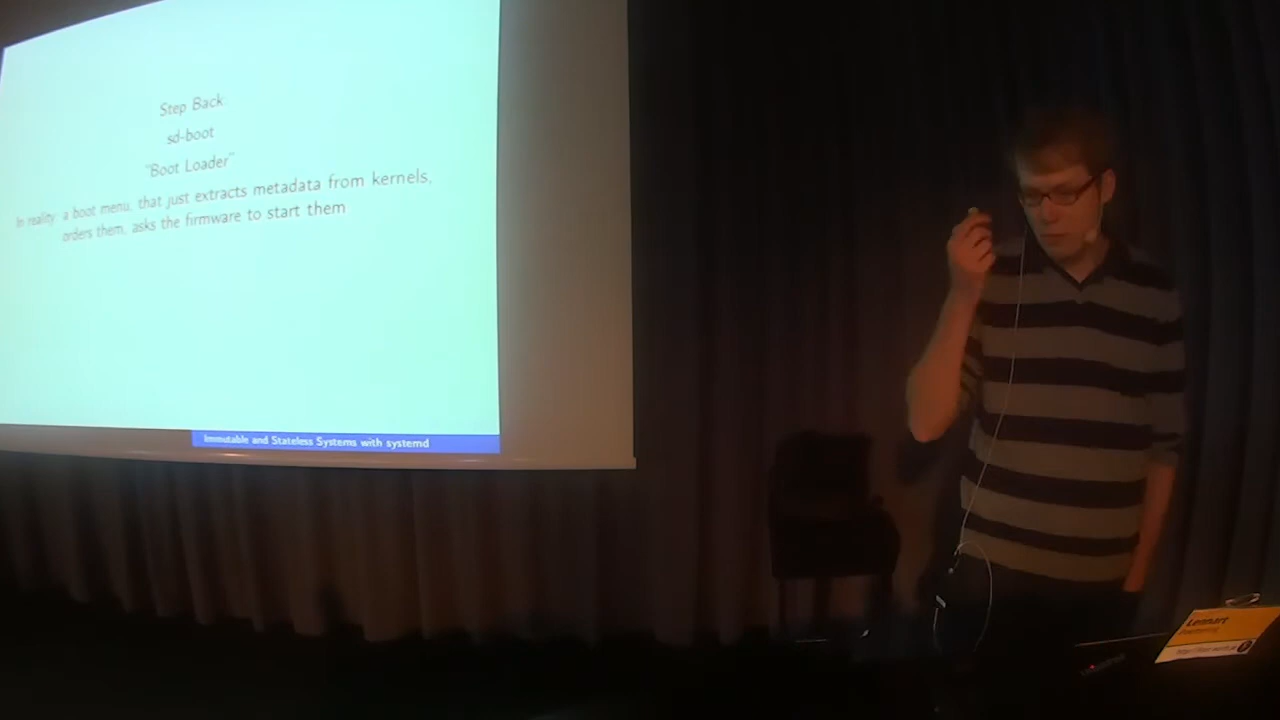 Step Back:
sd-boot
"Boot Loader"
In reality: a boot menu, that just extracts metadata from kernels,
orders them, asks the firmware to start them
Immutable and Stateless Systems with systemd
Lennart